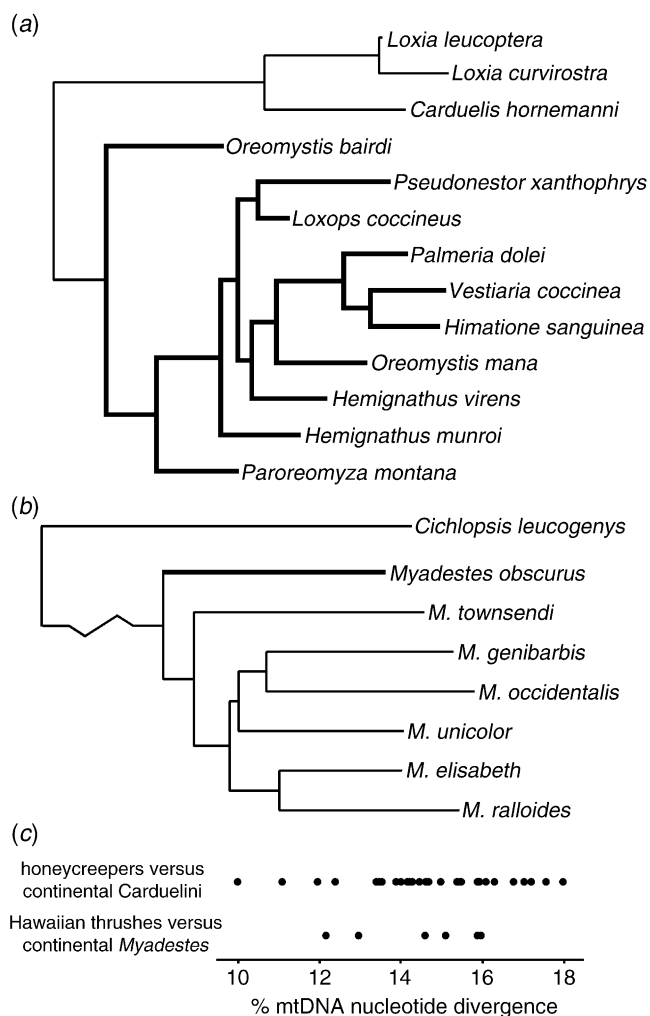 (a)
Loxia leucoptera
Loxia curvirostra
Carduelis hornemanni
Oreomystis bairdi
Pseudonestor xanthophrys
Loxops coccineus
Palmeria dolei
Vestiaria coccinea
Himatione sanguinea
Oreomystis mana
Hemignathus virens
Hemignathus munroi
Paroreomyza montana
(b)
Cichlopsis leucogenys
Myadestes obscurus
M. townsendi
M. genibarbis
M. occidentalis
M. unicolor
M. elisabeth
M. ralloides
(c)
honeycreepers versus
continental Carduelini
Hawaiian thrushes versus
continental Myadestes
10 12 14 16 18
% mtDNA nucleotide divergence